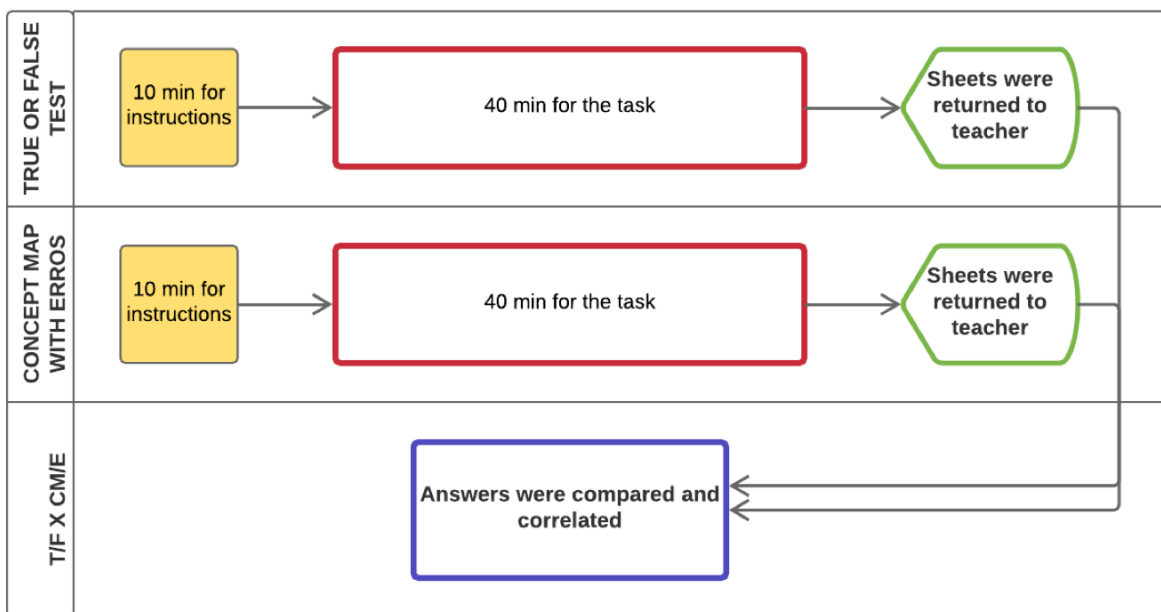 TRUE OR FALSE
TEST
10 min for
instructions
40 min for the task
Sheets were
returned to
teacher
CONCEPT MAP
WITH ERROS
10 min for
instructions
40 min for the task
Sheets were
returned to
teacher
T/F X CM/E
Answers were compared and
correlated